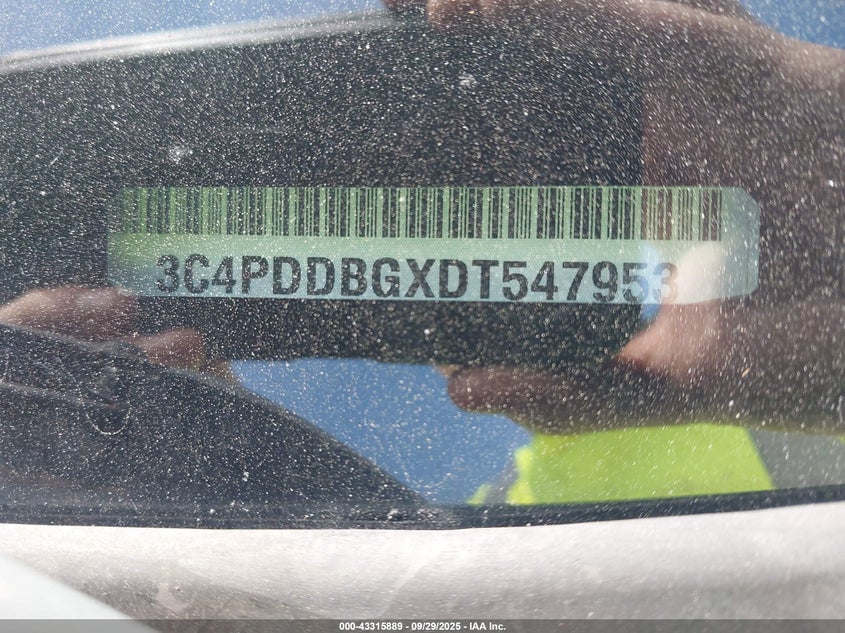 3C4PDDBGXDT547953
000-43315889 | 09/29/2025 | IAA Inc.